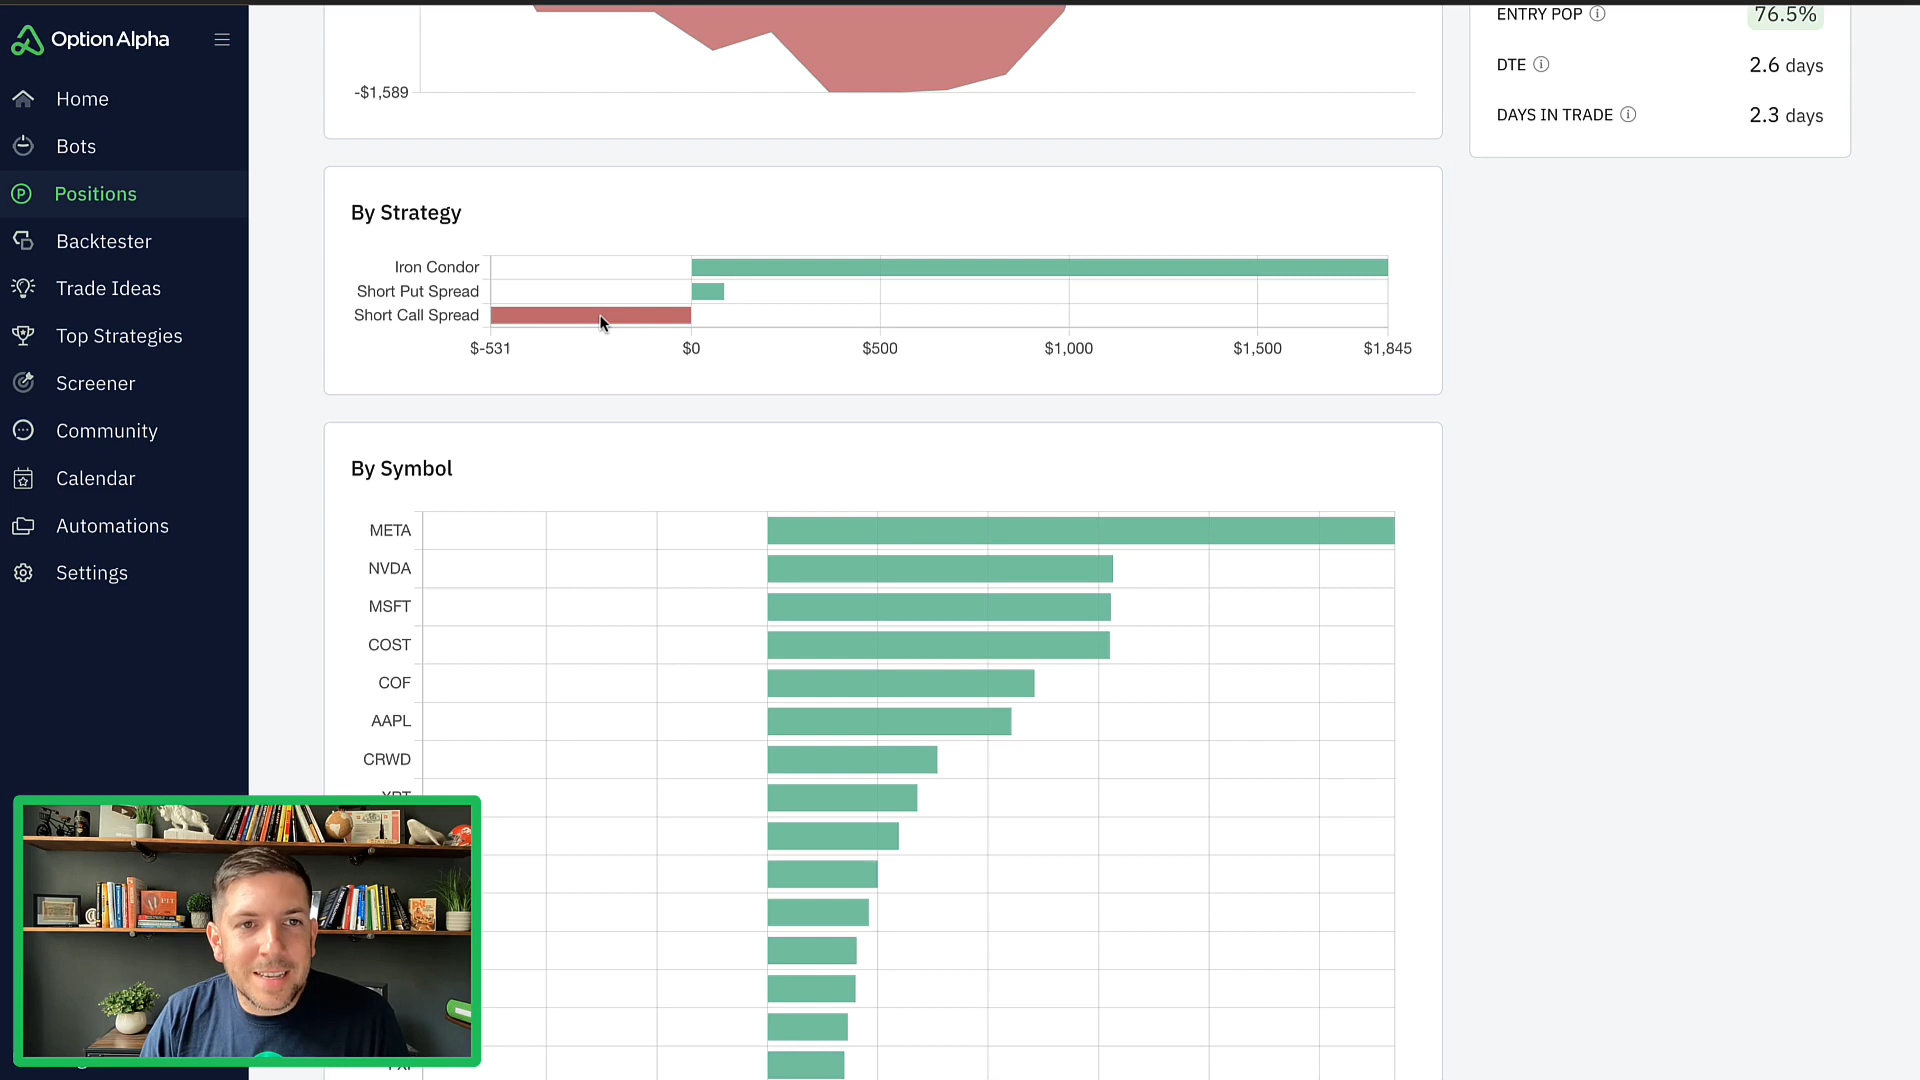 Option Alpha
Home
Bots
Positions
Backtester
Trade Ideas
Top Strategies
Screener
Community
Calendar
Automations
Settings
-$1,589
ENTRY POP
76.5%
DTE
2.6 days
DAYS IN TRADE
2.3 days
By Strategy
Iron Condor
Short Put Spread
Short Call Spread
$-531
$0
$500
$1,000
$1,500
$1,845
By Symbol
META
NVDA
MSFT
COST
COF
AAPL
CRWD